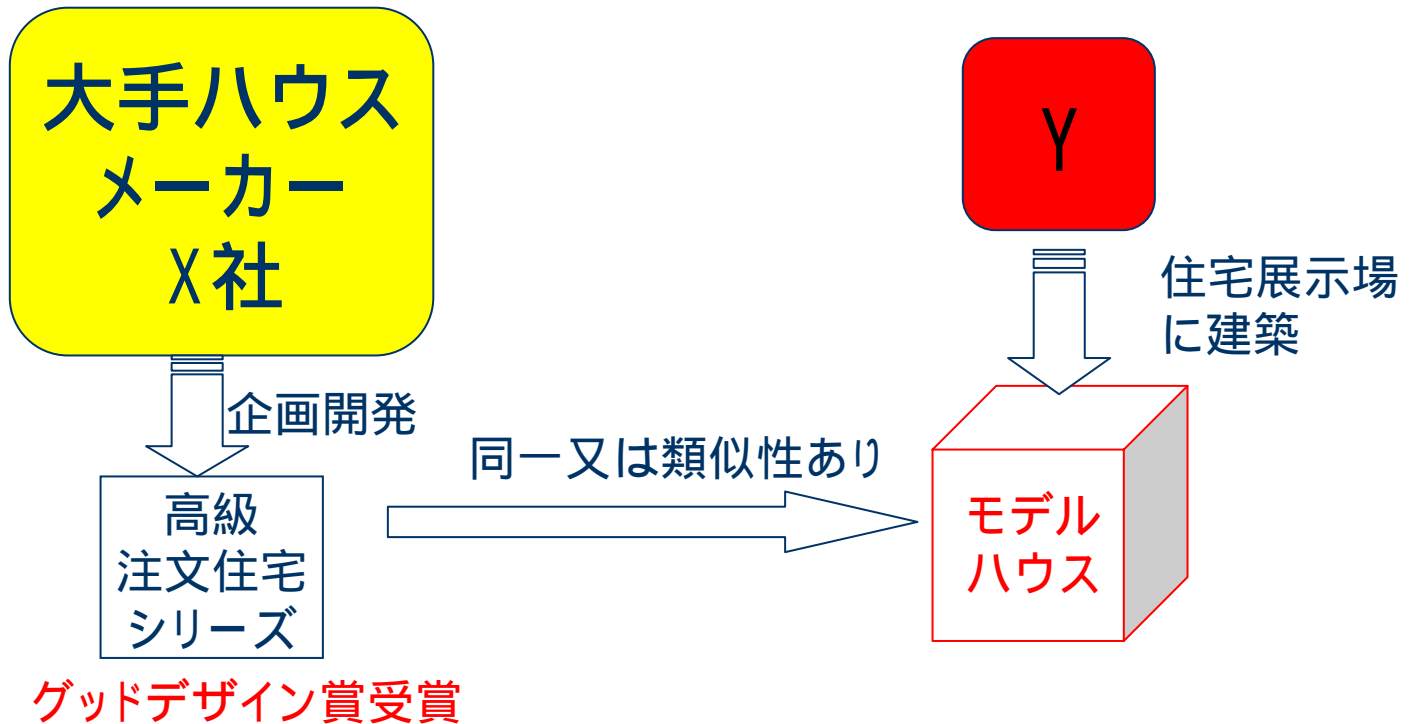 大手ハウス
メーカー
X社
企画開発
高級
注文住宅
シリーズ
グッドデザイン賞受賞
同一又は類似性あり
Y
住宅展示場
に建築
モデル
ハウス